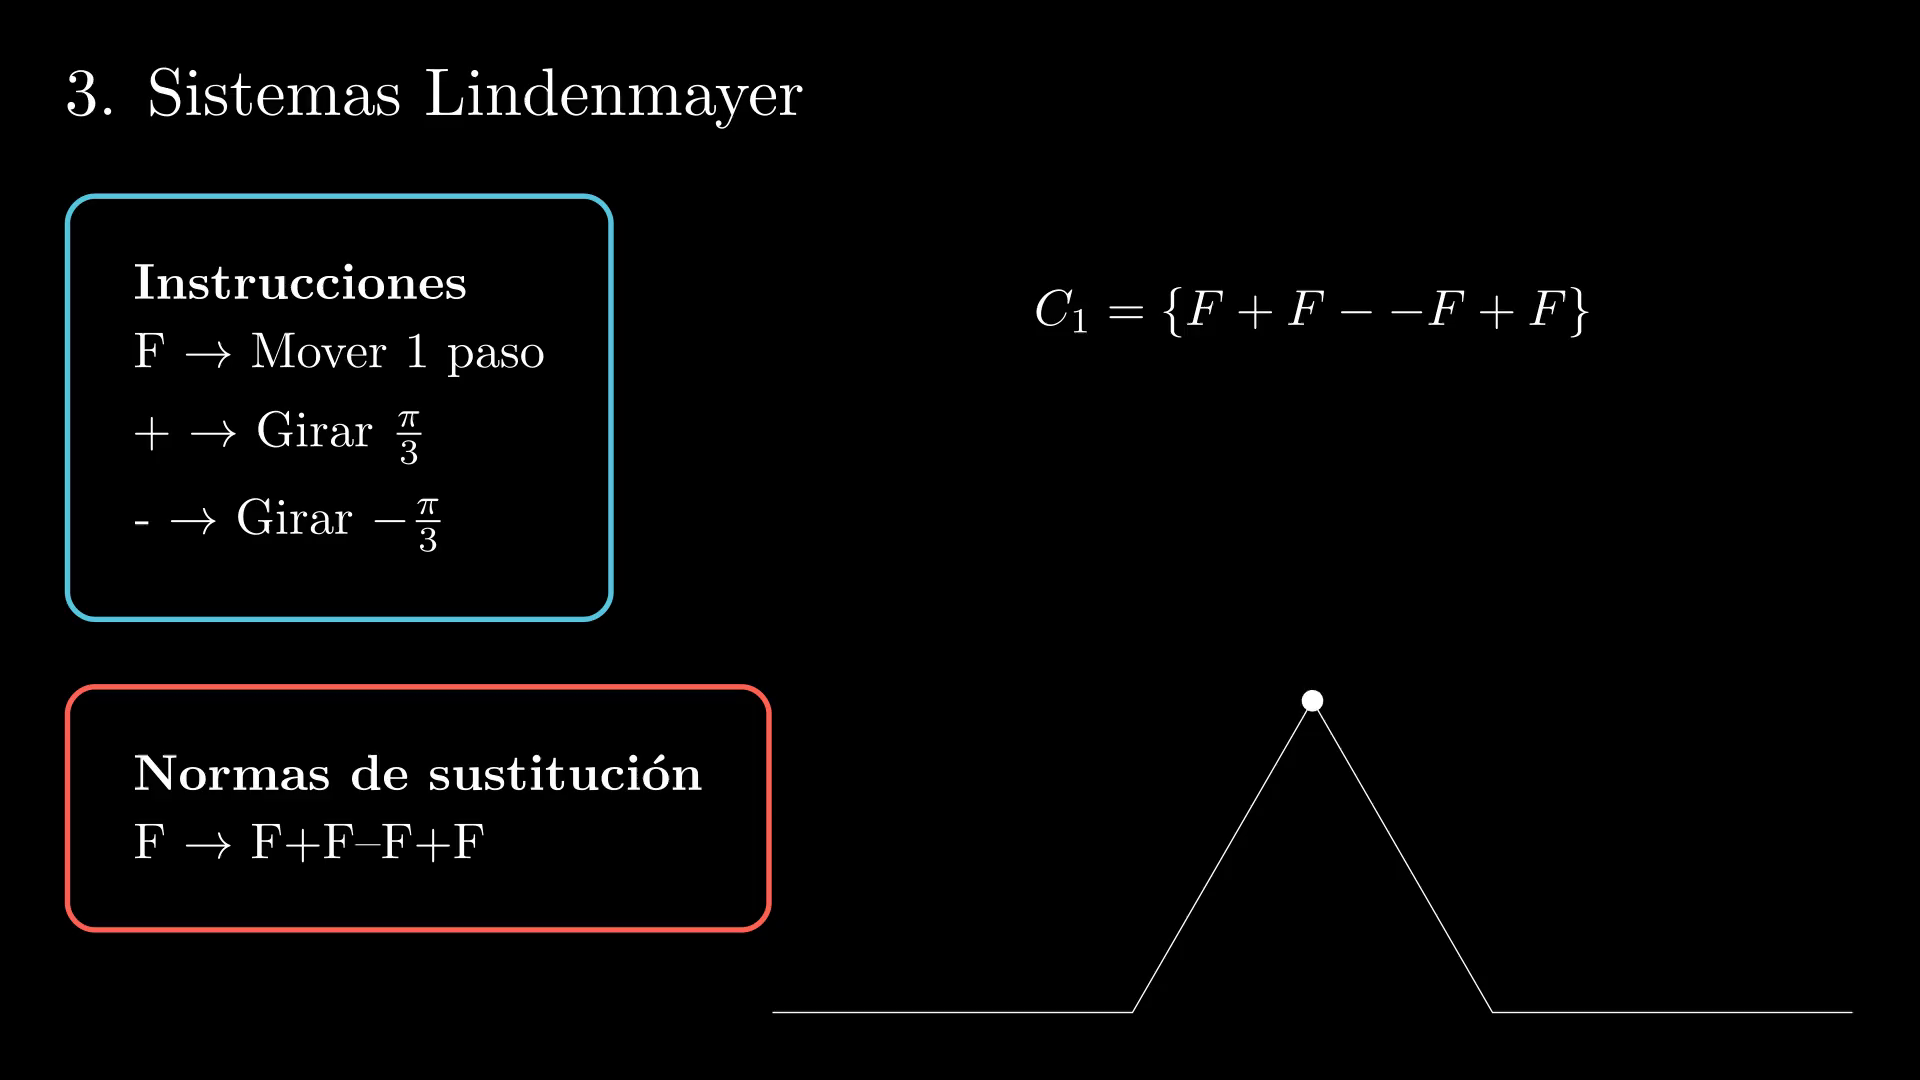 3. Sistemas Lindenmayer
Instrucciones
F → Mover 1 paso
+ → Girar π/3
- → Girar −π/3
C₁ = {F + F − −F + F}
Normas de sustitución
F → F+F–F+F